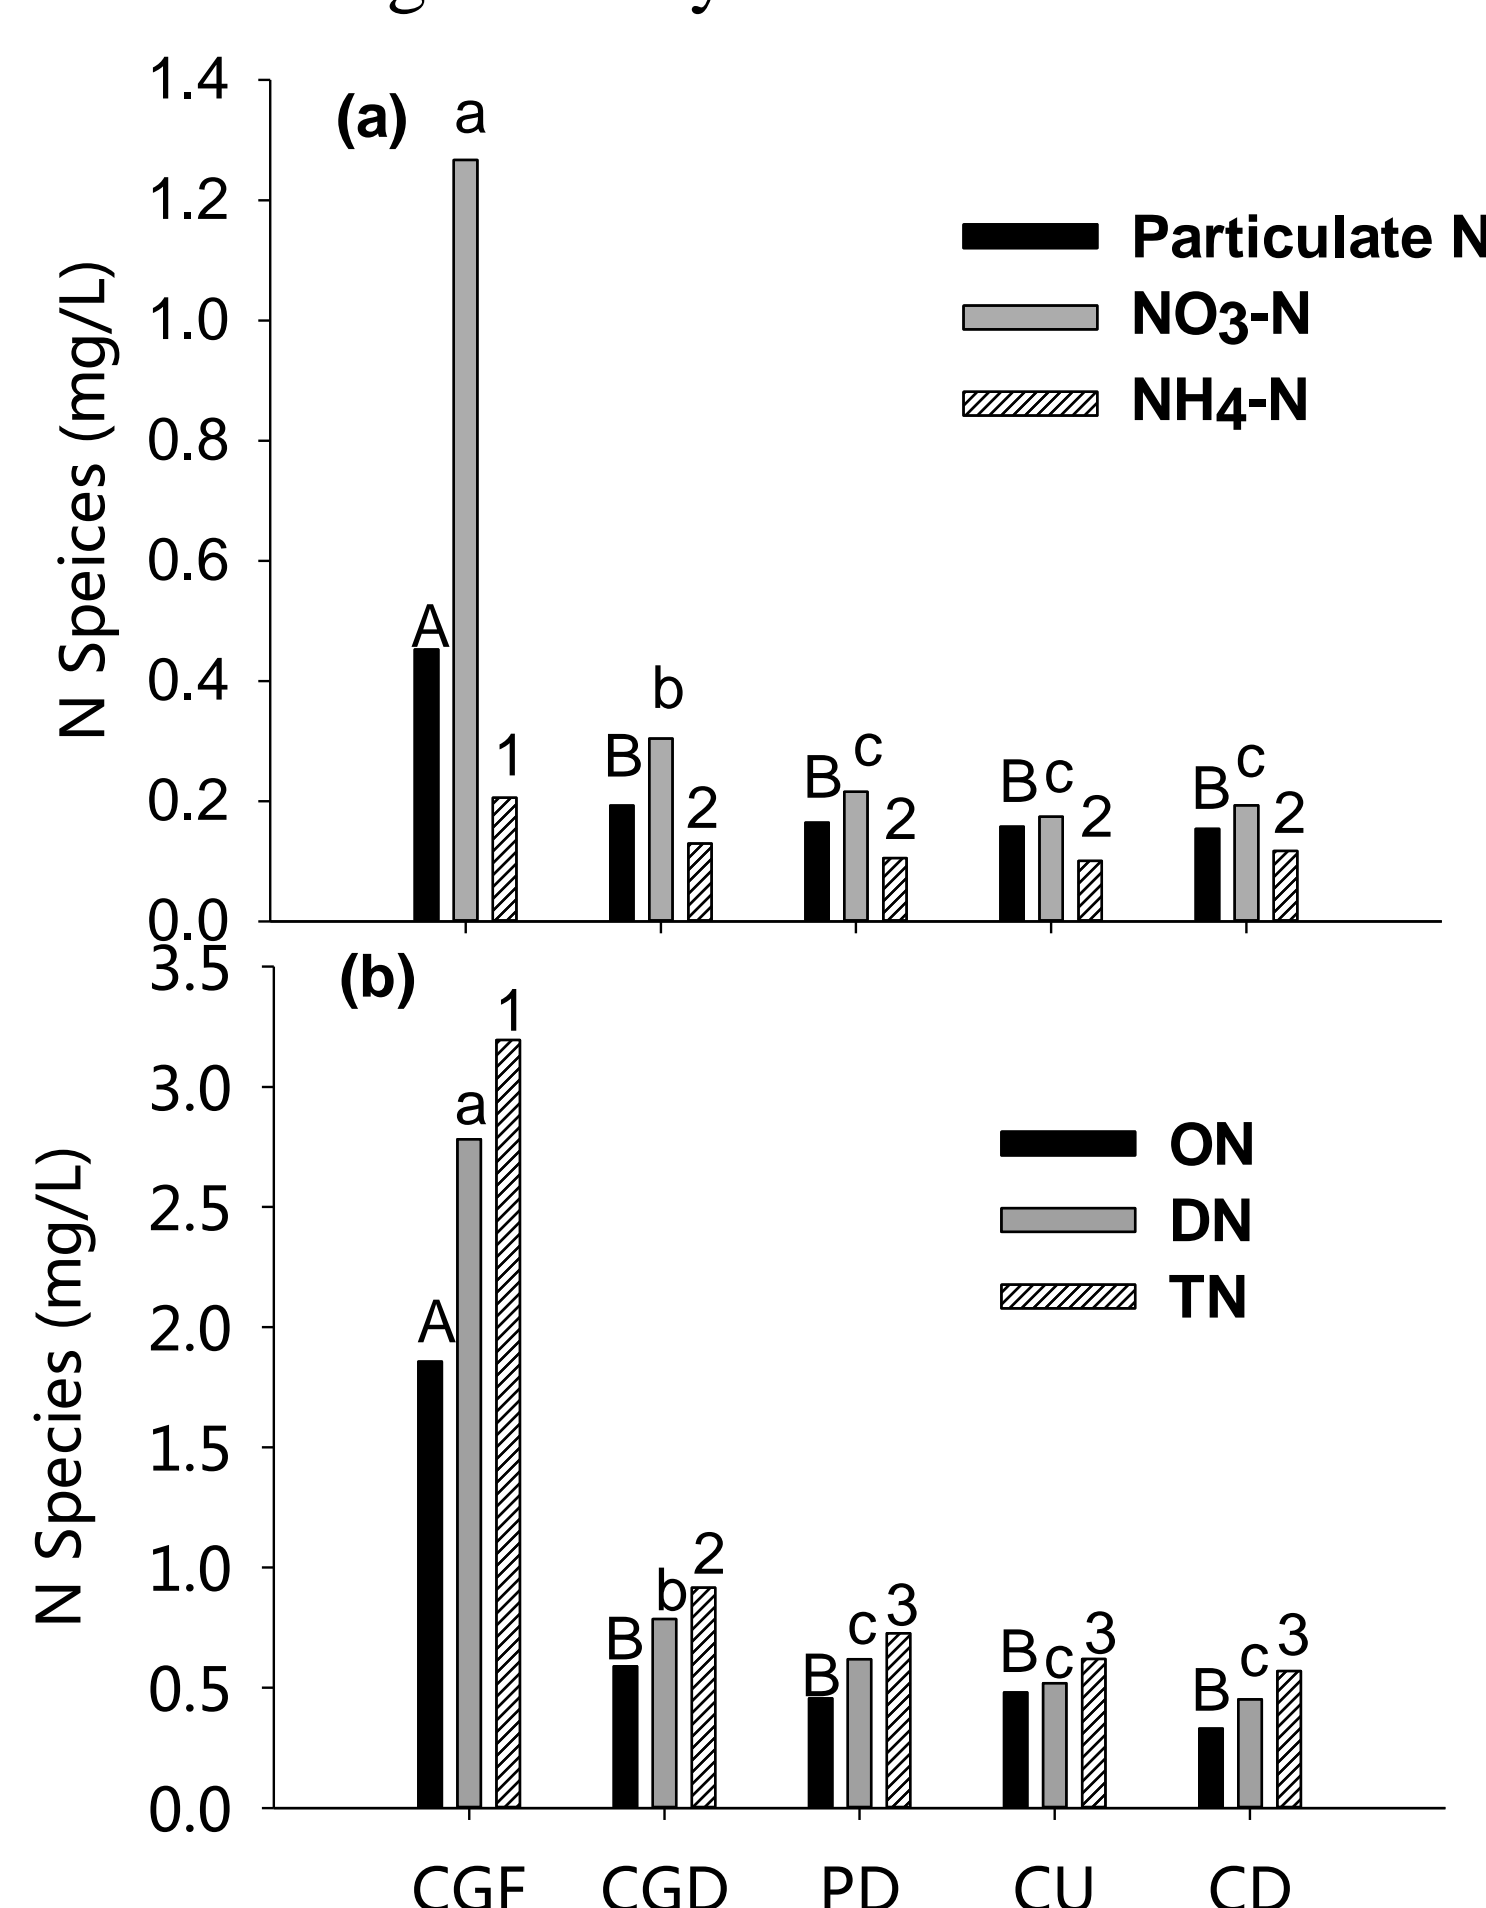 1.4
(a)
a
1.2
Particulate N
NO3-N
1.0
NH4-N
0.8
N Speices (mg/L)
0.6
A
0.4
b
1
B
B
c
B
c
B
c
0.2
2
2
2
2
0.0
3.5
(b)
1
3.0
a
ON
2.5
DN
TN
N Species (mg/L)
2.0
A
1.5
1.0
2
b
B
3
c
B
3
B
c
3
c
B
0.5
0.0
CGF CGD PD CU CD